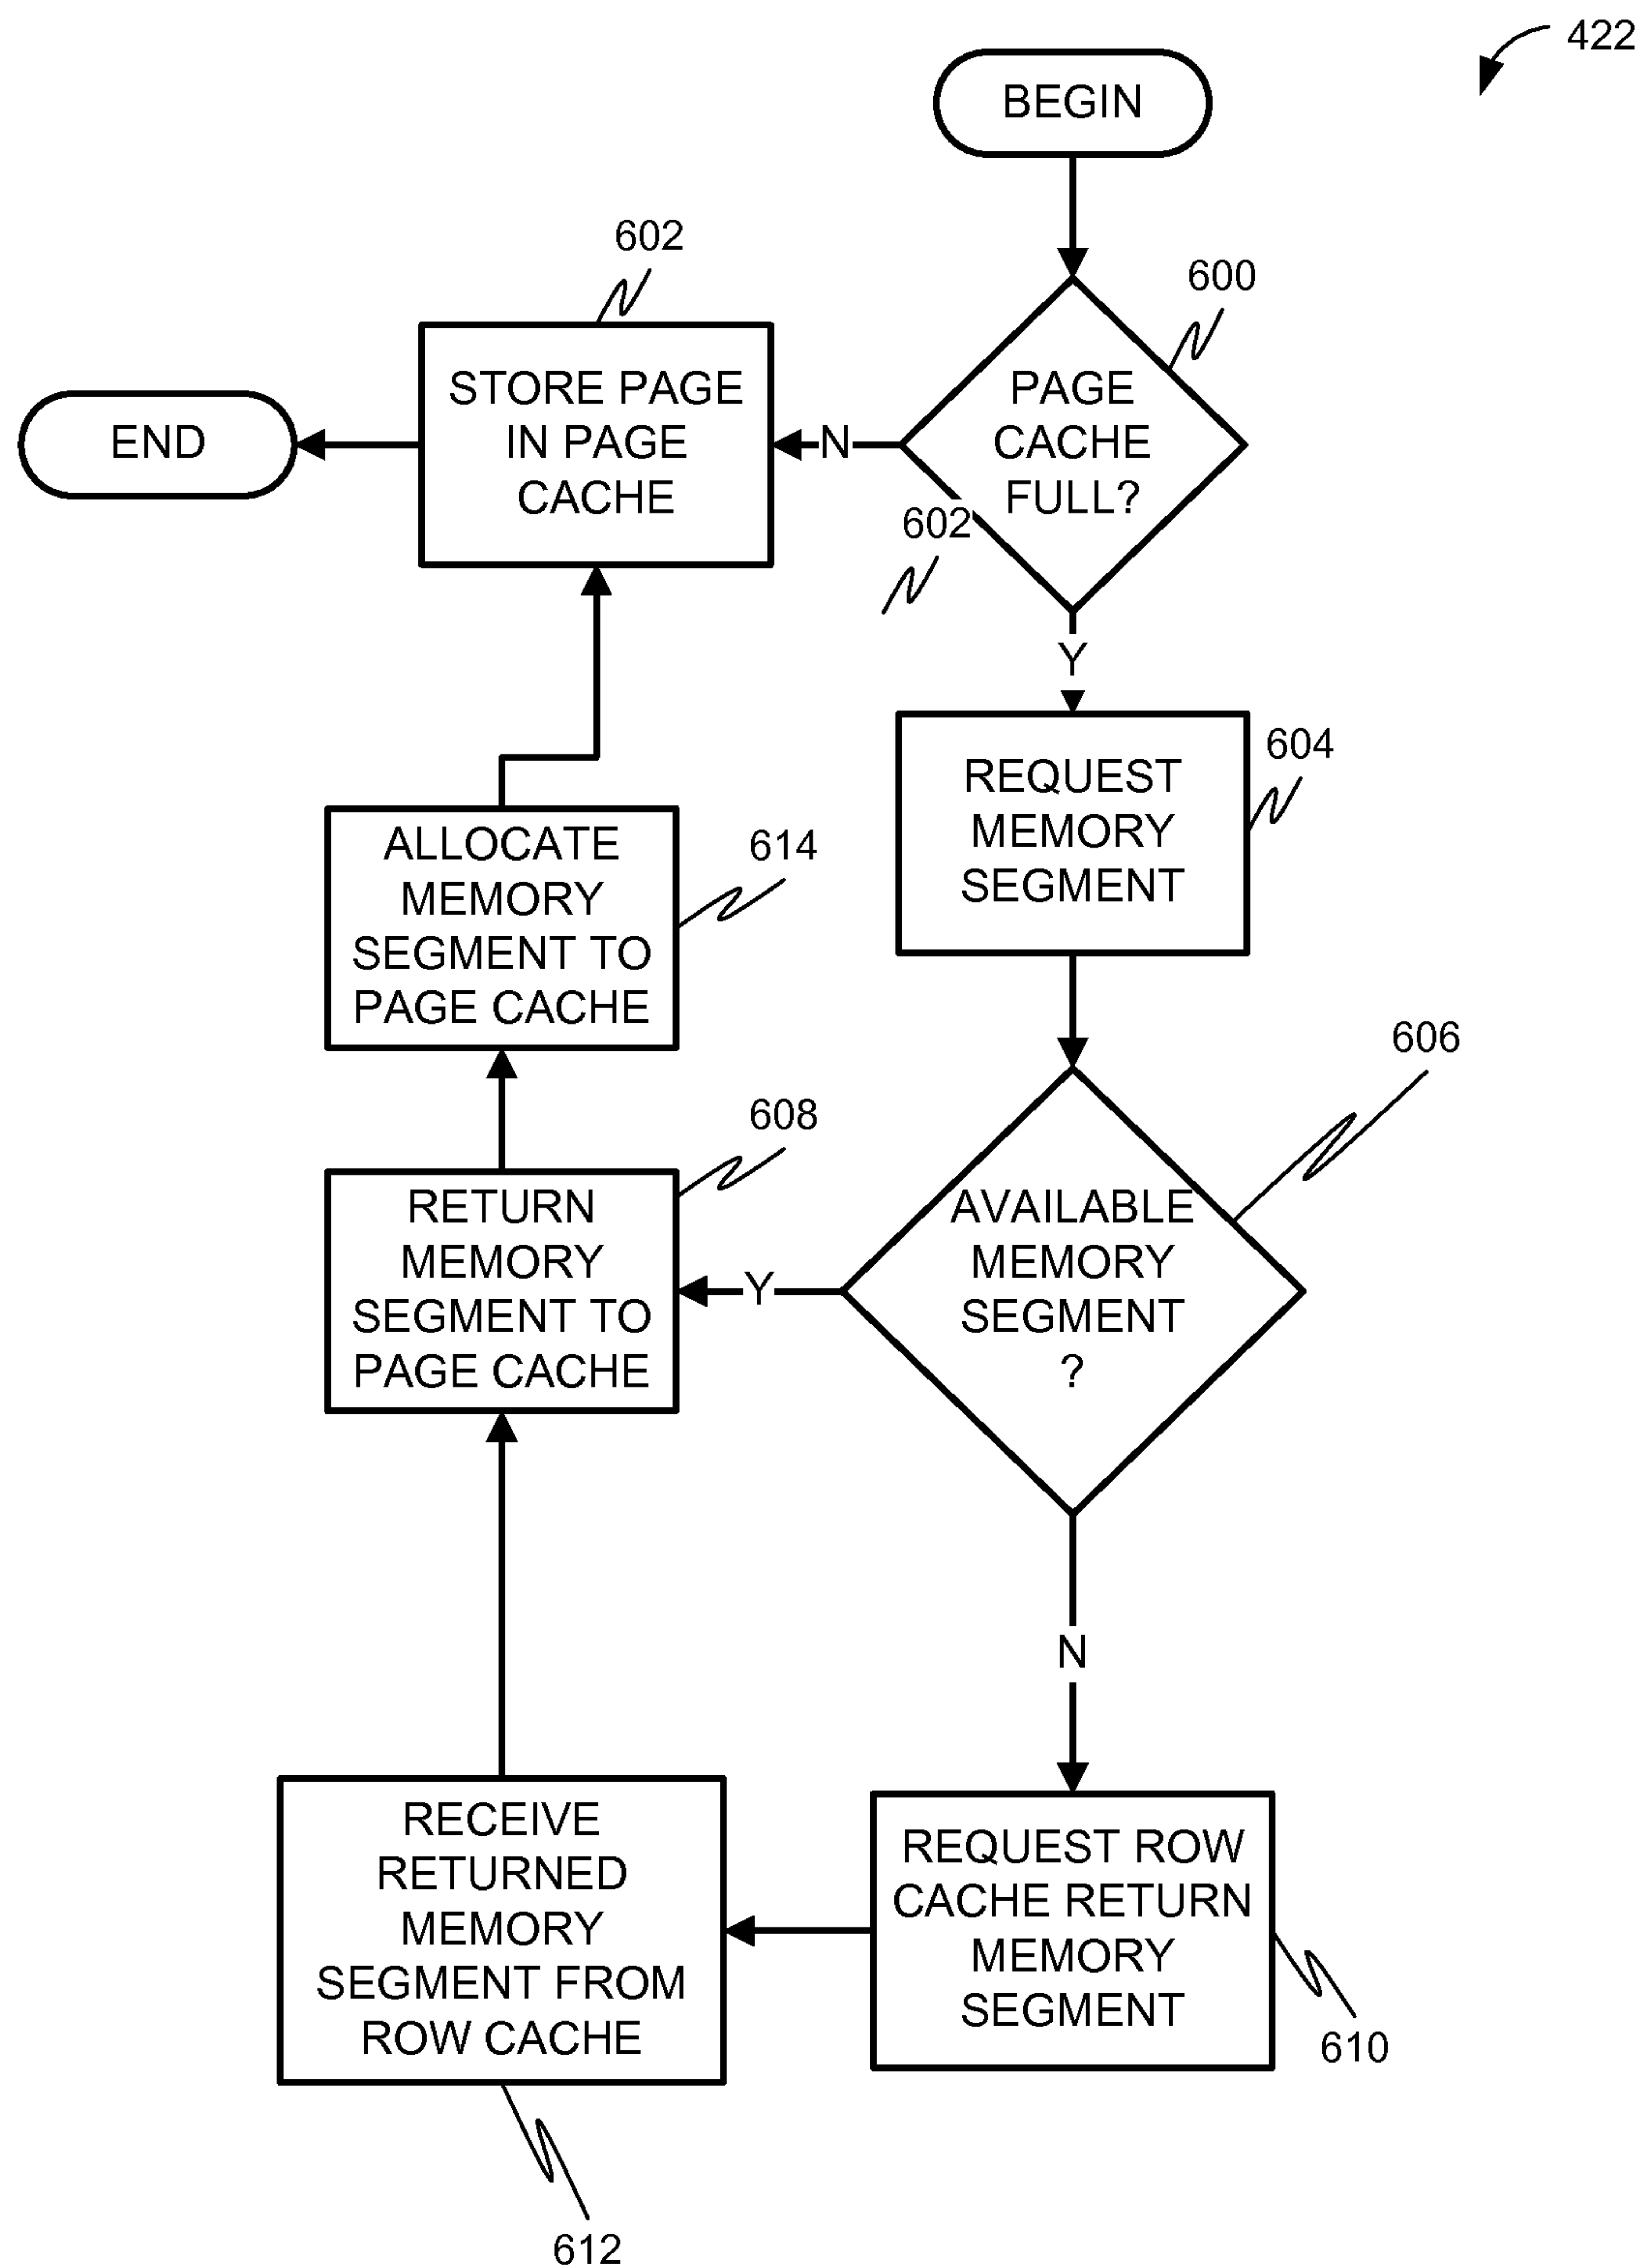 422
BEGIN
602
600
STORE PAGE
IN PAGE
CACHE
END
N
PAGE
CACHE
FULL?
602
Y
REQUEST
MEMORY
SEGMENT
604
ALLOCATE
MEMORY
SEGMENT TO
PAGE CACHE
614
606
608
RETURN
MEMORY
SEGMENT TO
PAGE CACHE
Y
AVAILABLE
MEMORY
SEGMENT
?
N
RECEIVE
RETURNED
MEMORY
SEGMENT FROM
ROW CACHE
REQUEST ROW
CACHE RETURN
MEMORY
SEGMENT
610
612